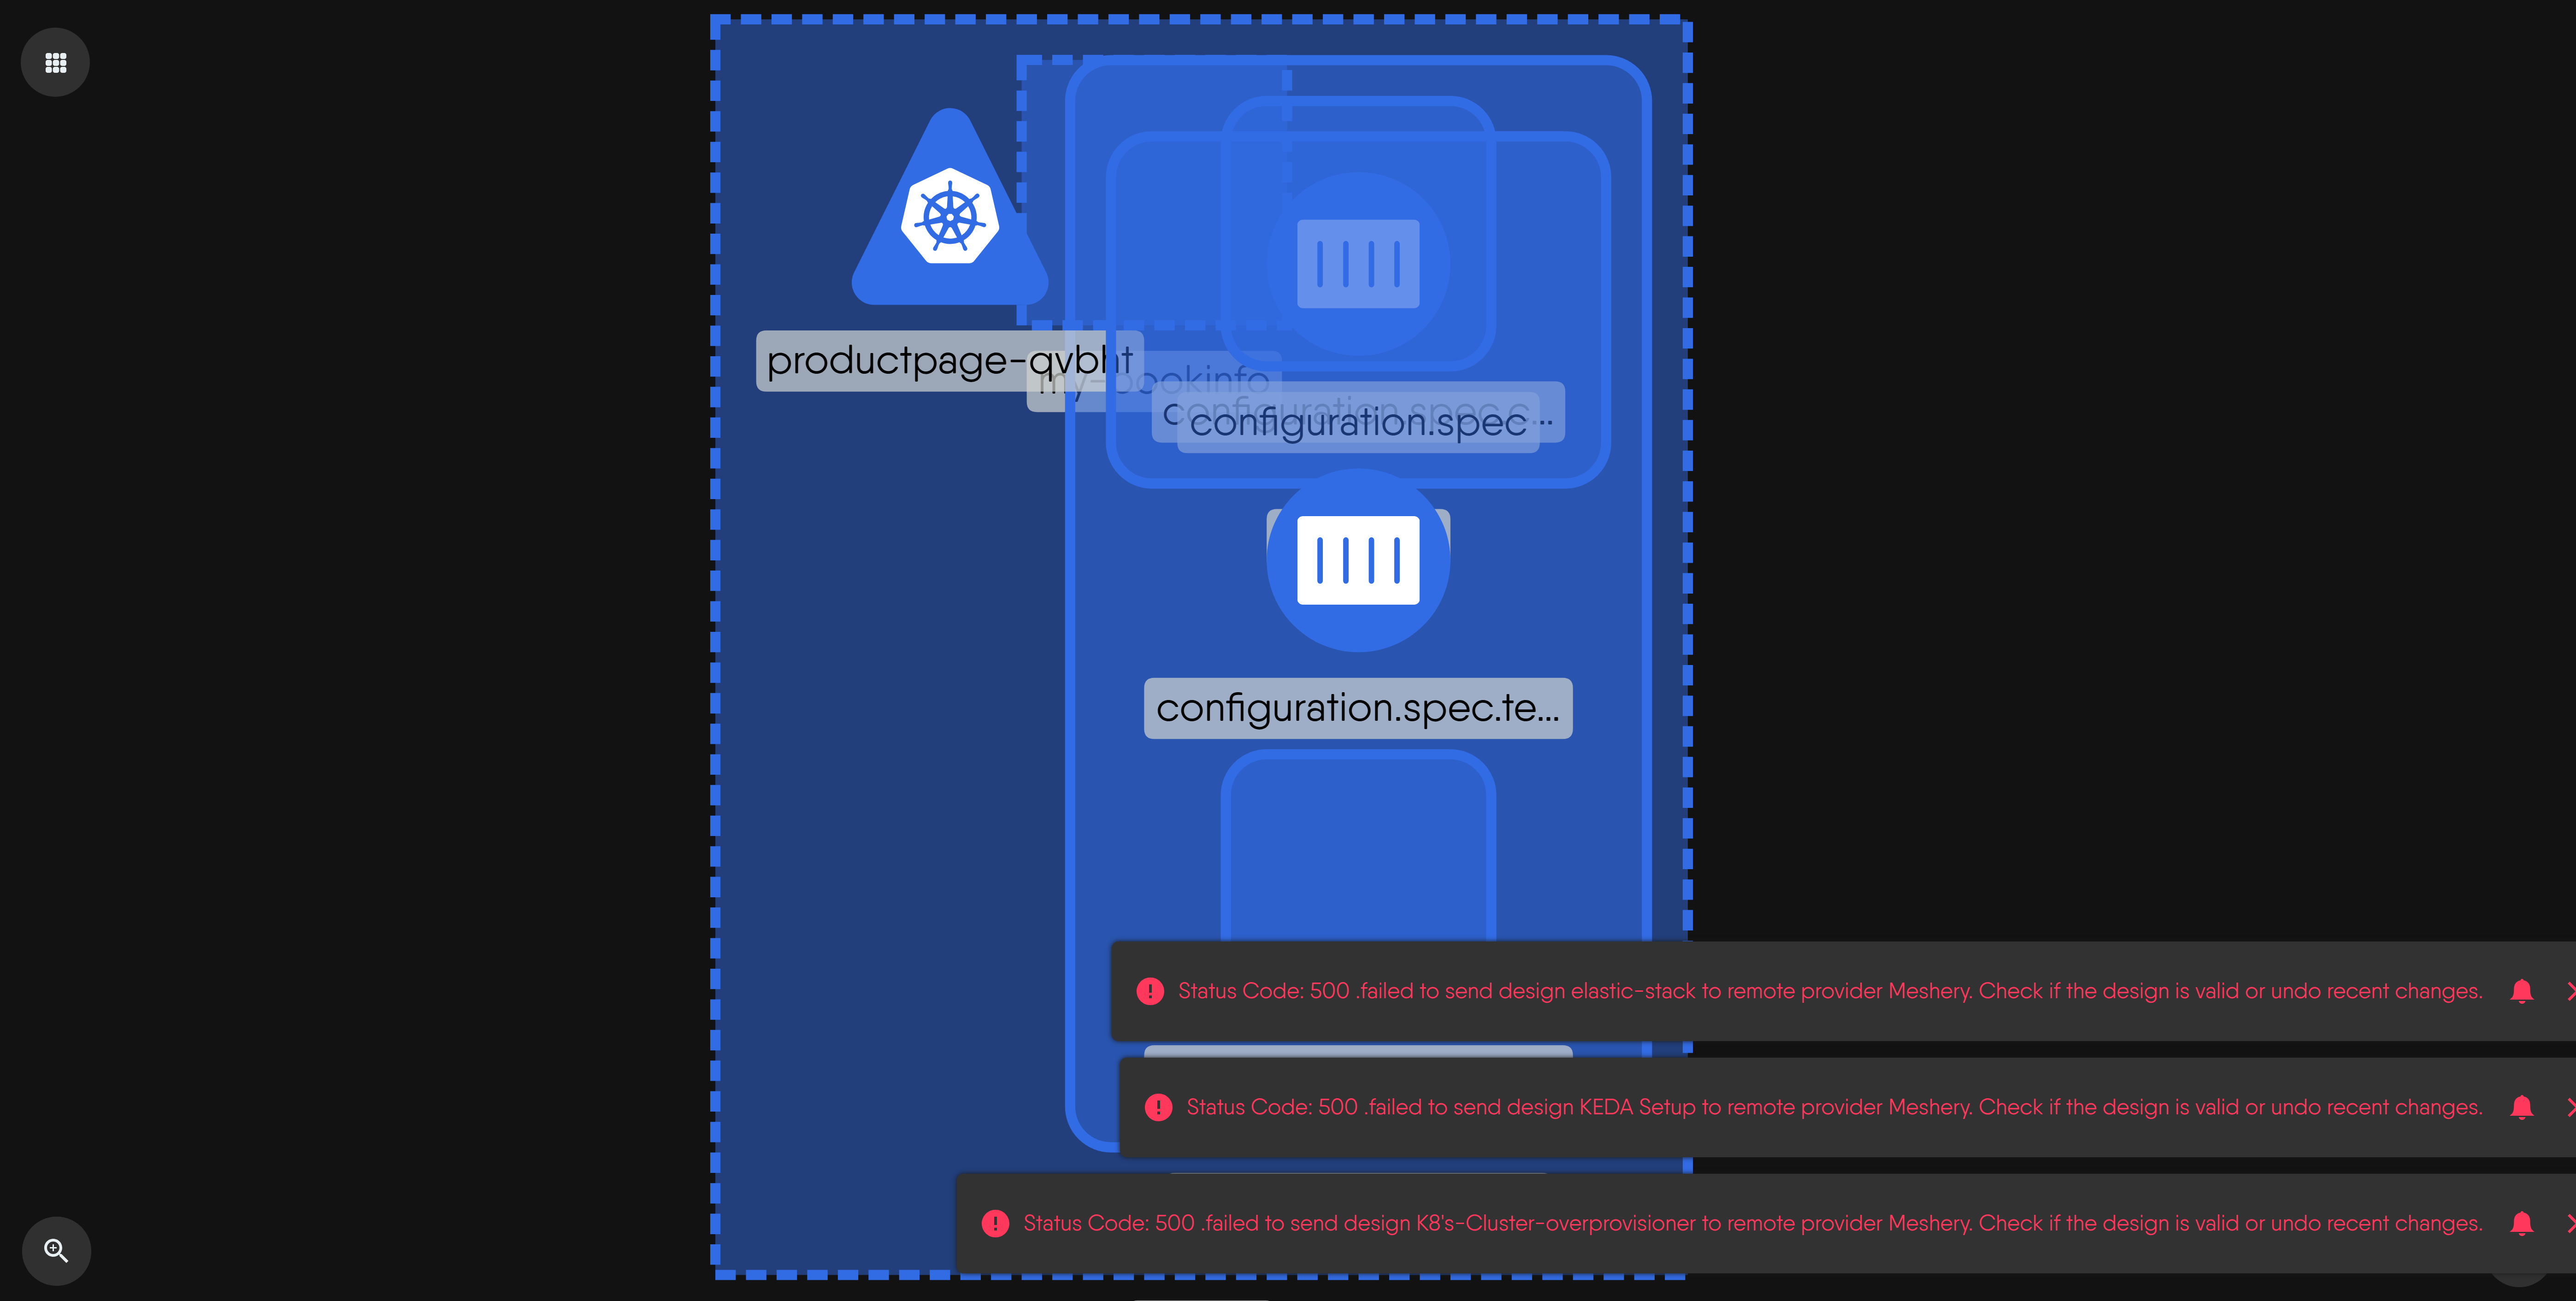 productpage-qvbht
my-bookinfo
configuration.spec.c...
configuration.spec
configuration.spec.te...
Status Code: 500 .failed to send design elastic-stack to remote provider Meshery. Check if the design is valid or undo recent changes.
Status Code: 500 .failed to send design KEDA Setup to remote provider Meshery. Check if the design is valid or undo recent changes.
Status Code: 500 .failed to send design K8's-Cluster-overprovisioner to remote provider Meshery. Check if the design is valid or undo recent changes.